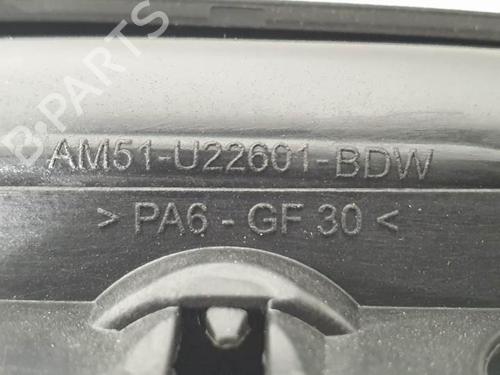 B.PARTS
AM51-U22601-BDW
> PA6 - GF 30 <